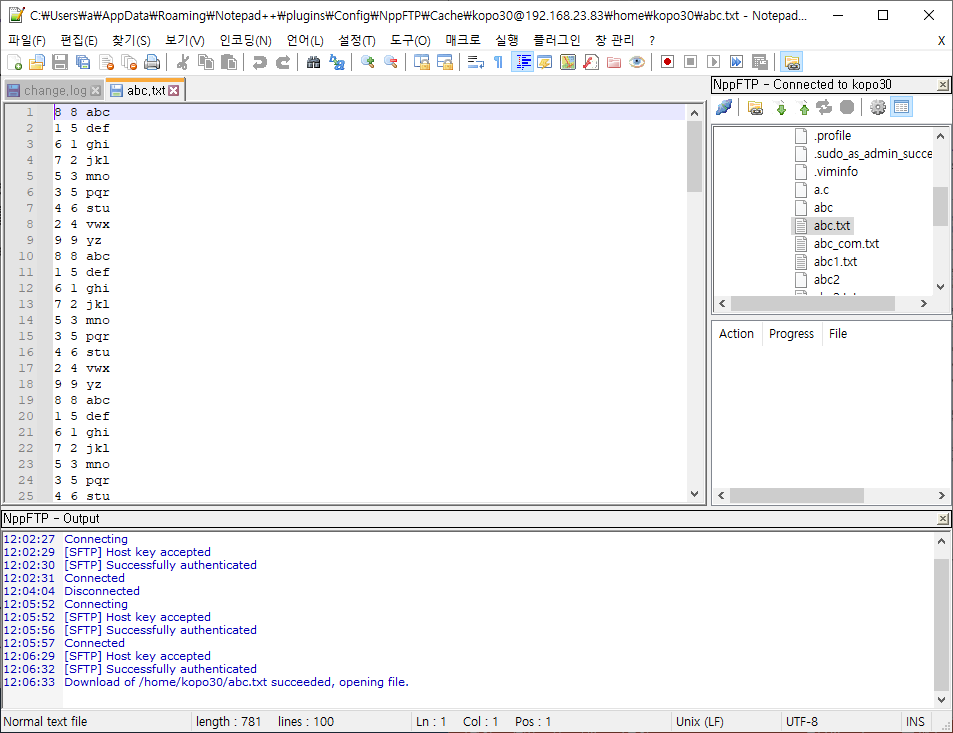 C:₩Users₩a₩AppData₩Roaming₩Notepad++₩plugins₩Config₩NppFTP₩Cache₩kopo30@192.168.23.83₩home₩kopo30₩abc.txt - Notepad...
파일(F) 편집(E) 찾기(S) 보기(V) 인코딩(N) 언어(L) 설정(T) 도구(O) 매크로 실행 플러그인 창 관리 ? X
change.log abc.txt
1 8 8 abc
2 1 5 def
3 6 1 ghi
4 7 2 jkl
5 5 3 mno
6 3 5 pqr
7 4 6 stu
8 2 4 vwx
9 9 9 yz
10 8 8 abc
11 1 5 def
12 6 1 ghi
13 7 2 jkl
14 5 3 mno
15 3 5 pqr
16 4 6 stu
17 2 4 vwx
18 9 9 yz
19 8 8 abc
20 1 5 def
21 6 1 ghi
22 7 2 jkl
23 5 3 mno
24 3 5 pqr
25 4 6 stu
NppFTP - Connected to kopo30
.profile
.sudo_as_admin_succe
.viminfo
a.c
abc
abc.txt
abc_com.txt
abc1.txt
abc2
Action Progress File
NppFTP - Output
12:02:27 Connecting
12:02:29 [SFTP] Host key accepted
12:02:30 [SFTP] Successfully authenticated
12:02:31 Connected
12:04:04 Disconnected
12:05:52 Connecting
12:05:52 [SFTP] Host key accepted
12:05:56 [SFTP] Successfully authenticated
12:05:57 Connected
12:06:29 [SFTP] Host key accepted
12:06:32 [SFTP] Successfully authenticated
12:06:33 Download of /home/kopo30/abc.txt succeeded, opening file.
Normal text file length : 781 lines : 100 Ln : 1 Col : 1 Pos : 1 Unix (LF) UTF-8 INS